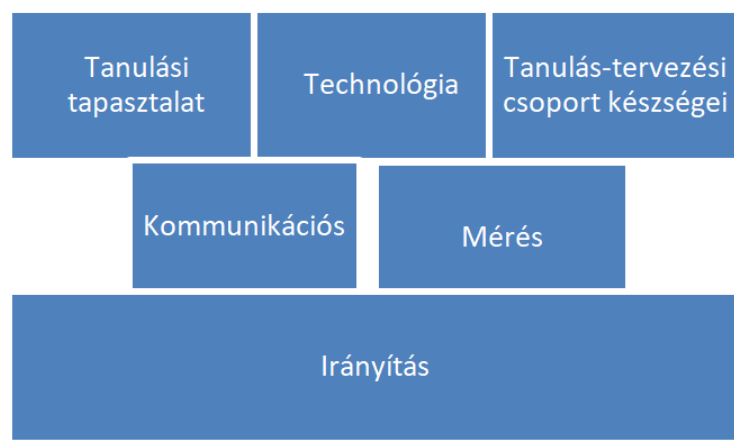 Tanulási
tapasztalat
Technológia
Tanulás-tervezési
csoport készségei
Kommunikációs
Mérés
Irányítás